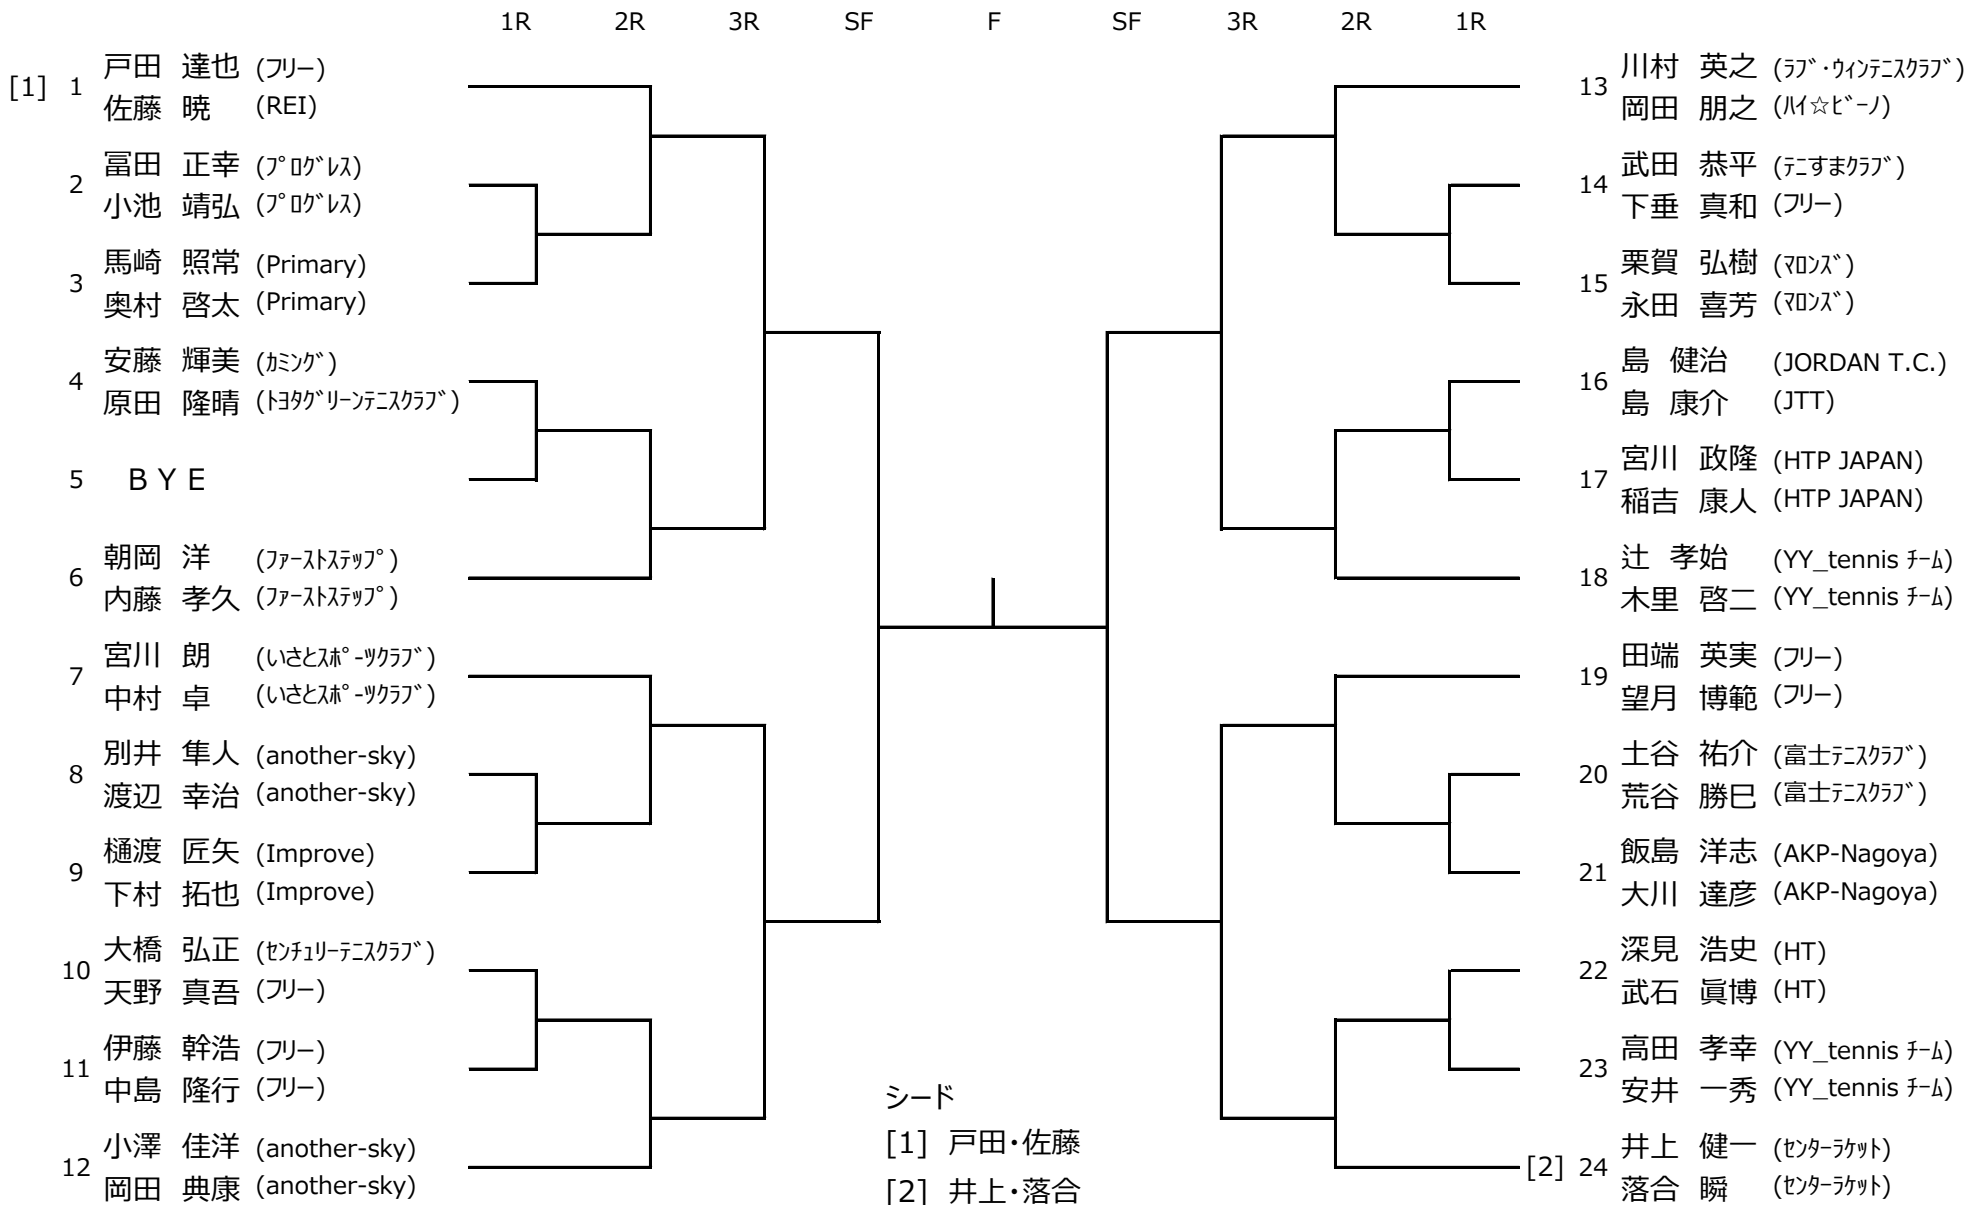 1R 2R 3R SF F SF 3R 2R 1R
[1] 1 戸田 達也 (ﾌﾘｰ)
佐藤 暁 (REI)
2 冨田 正幸 (ﾌﾟﾛｸﾞﾚｽ)
小池 靖弘 (ﾌﾟﾛｸﾞﾚｽ)
3 馬崎 照常 (Primary)
奥村 啓太 (Primary)
4 安藤 輝美 (ｶﾐﾝｸﾞ)
原田 隆晴 (ﾄﾖﾀｸﾞﾘｰﾝﾃﾆｽｸﾗﾌﾞ)
5 ＢＹＥ
6 朝岡 洋 (ﾌｧｰｽﾄｽﾃｯﾌﾟ)
内藤 孝久 (ﾌｧｰｽﾄｽﾃｯﾌﾟ)
7 宮川 朗 (いさとｽﾎﾟｰﾂｸﾗﾌﾞ)
中村 卓 (いさとｽﾎﾟｰﾂｸﾗﾌﾞ)
8 別井 隼人 (another-sky)
渡辺 幸治 (another-sky)
9 樋渡 匠矢 (Improve)
下村 拓也 (Improve)
10 大橋 弘正 (ｾﾝﾁｭﾘｰﾃﾆｽｸﾗﾌﾞ)
天野 真吾 (ﾌﾘｰ)
11 伊藤 幹浩 (ﾌﾘｰ)
中島 隆行 (ﾌﾘｰ)
12 小澤 佳洋 (another-sky)
岡田 典康 (another-sky)
シード
[1] 戸田・佐藤
[2] 井上・落合
13 川村 英之 (ﾗﾌﾞ･ｳｨﾝﾃﾆｽｸﾗﾌﾞ)
岡田 朋之 (ﾊｲ☆ﾋﾞｰﾉ)
14 武田 恭平 (ﾃﾆすまｸﾗﾌﾞ)
下垂 真和 (ﾌﾘｰ)
15 栗賀 弘樹 (ﾏﾛﾝｽﾞ)
永田 喜芳 (ﾏﾛﾝｽﾞ)
16 島 健治 (JORDAN T.C.)
島 康介 (JTT)
17 宮川 政隆 (HTP JAPAN)
稲吉 康人 (HTP JAPAN)
18 辻 孝始 (YY_tennis ﾁｰﾑ)
木里 啓二 (YY_tennis ﾁｰﾑ)
19 田端 英実 (ﾌﾘｰ)
望月 博範 (ﾌﾘｰ)
20 土谷 祐介 (富士ﾃﾆｽｸﾗﾌﾞ)
荒谷 勝巳 (富士ﾃﾆｽｸﾗﾌﾞ)
21 飯島 洋志 (AKP-Nagoya)
大川 達彦 (AKP-Nagoya)
22 深見 浩史 (HT)
武石 眞博 (HT)
23 高田 孝幸 (YY_tennis ﾁｰﾑ)
安井 一秀 (YY_tennis ﾁｰﾑ)
[2] 24 井上 健一 (ｾﾝﾀｰﾗｹｯﾄ)
落合 瞬 (ｾﾝﾀｰﾗｹｯﾄ)